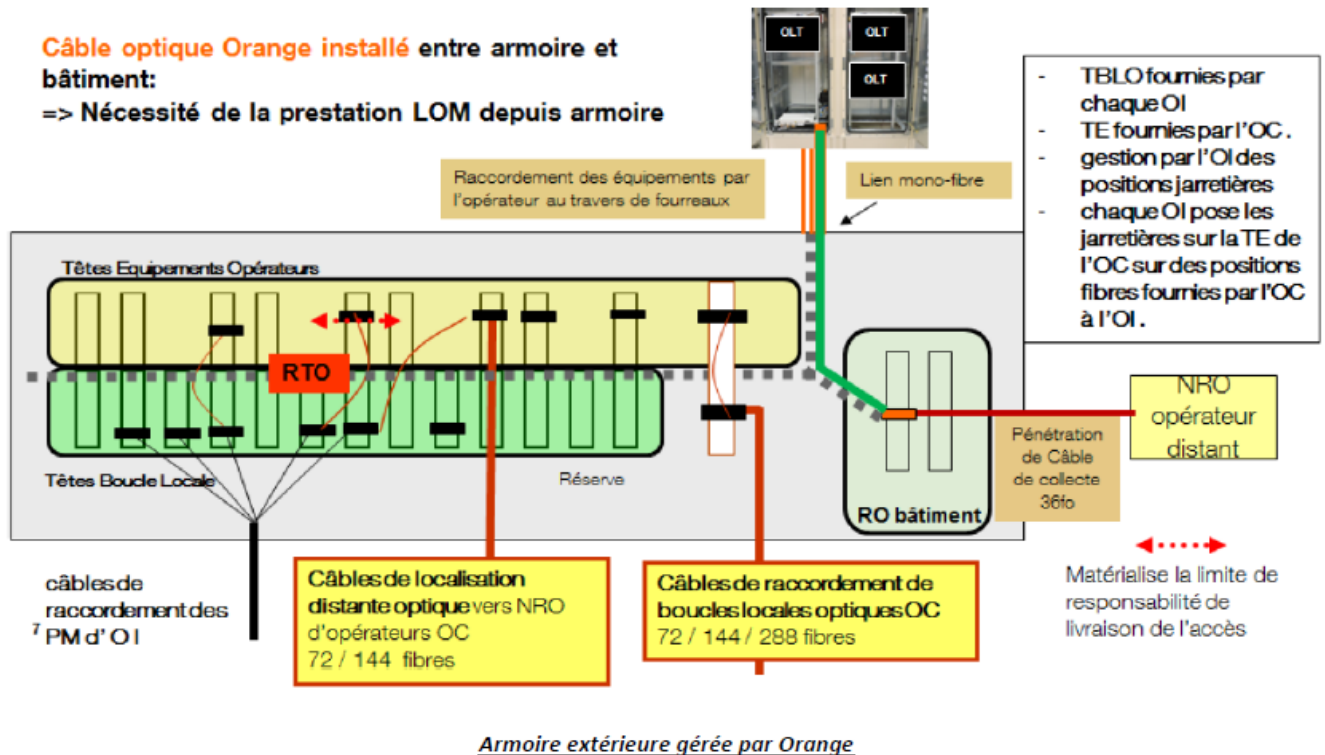 Câble optique Orange installé entre armoire et
bâtiment:
=> Nécessité de la prestation LOM depuis armoire
OLT
OLT
OLT
- TBLO fournies par
chaque OI
- TE fournies par l'OC .
- gestion par l'OI des
positions jarretières
- chaque OI pose les
jarretières sur la TE de
l'OC sur des positions
fibres fournies par l'OC
à l'OI .
Raccordement des équipements par
l'opérateur au travers de fourreaux
Lien mono-fibre
Têtes Equipements Opérateurs
RTO
Têtes Boucle Locale
Réserve
RO bâtiment
Pénétration
de Câble
de collecte
36fo
NRO
opérateur
distant
câbles de
raccordement des
7 PM d' OI
Câbles de localisation
distante optique vers NRO
d'opérateurs OC
72 / 144 fibres
Câbles de raccordement de
boucles locales optiques OC
72 / 144 / 288 fibres
Matérialise la limite de
responsabilité de
livraison de l'accès
Armoire extérieure gérée par Orange